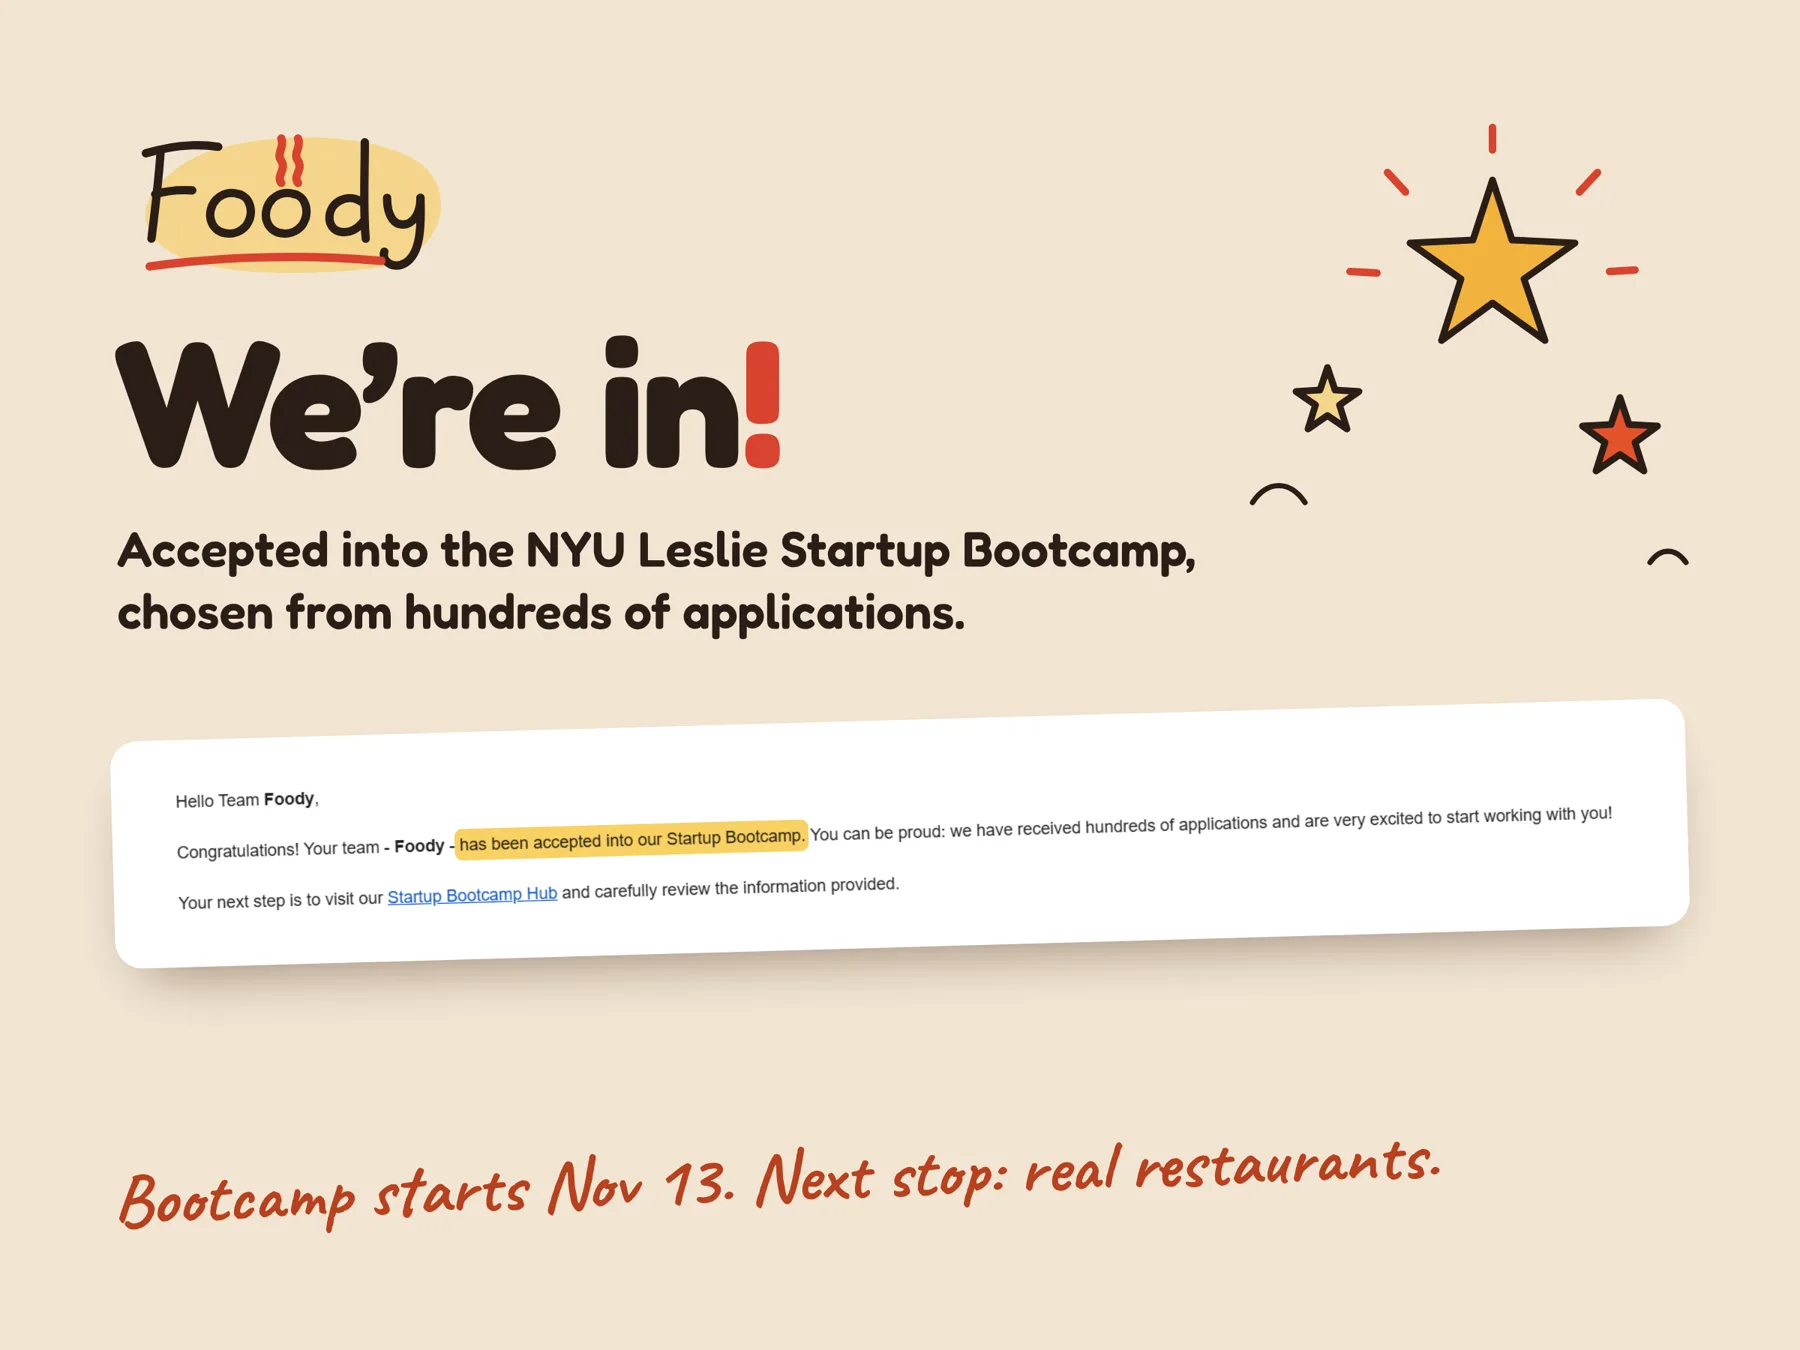 Foody
We’re in!
Accepted into the NYU Leslie Startup Bootcamp,
chosen from hundreds of applications.
Hello Team Foody,
Congratulations! Your team - Foody - has been accepted into our Startup Bootcamp. You can be proud: we have received hundreds of applications and are very excited to start working with you!
Your next step is to visit our Startup Bootcamp Hub and carefully review the information provided.
Bootcamp starts Nov 13. Next stop: real restaurants.